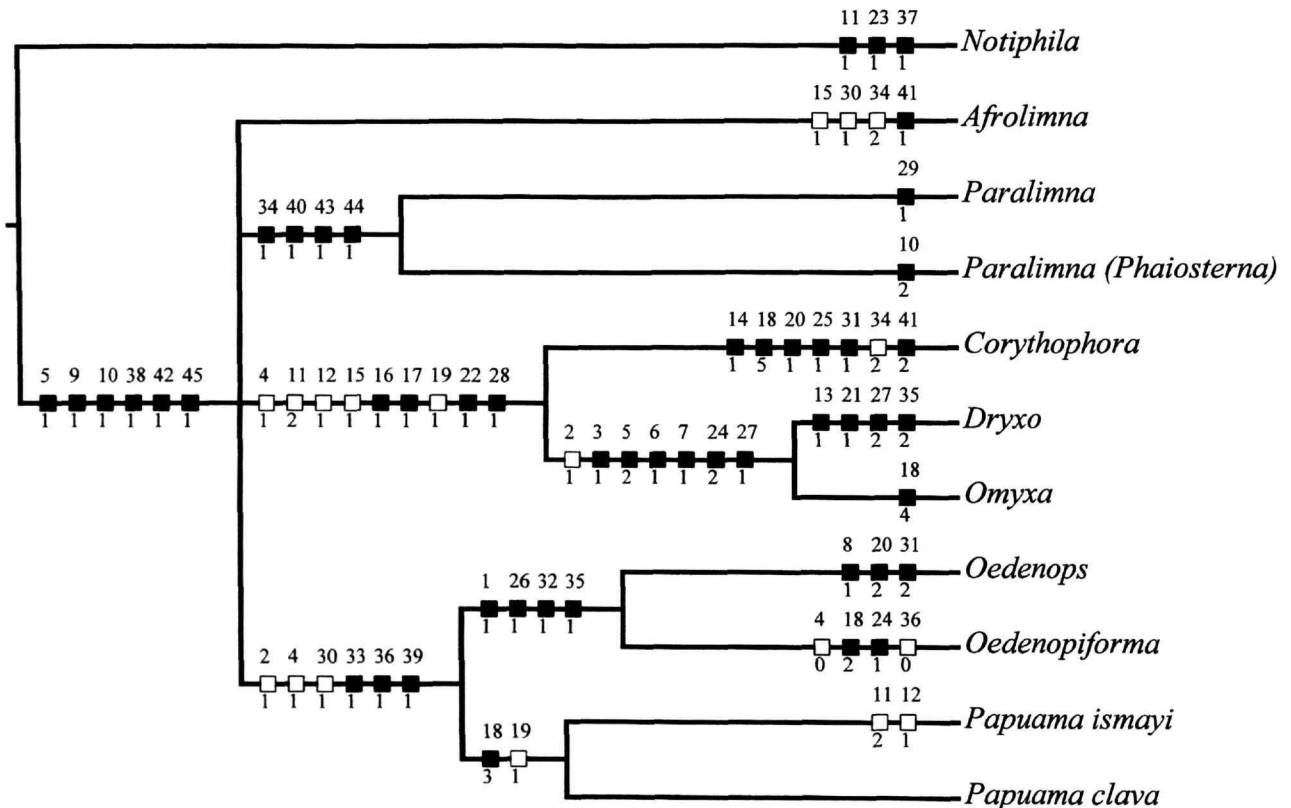 11 23 37
Notiphila
1 1 1
15 30 34 41
Afrolimna
1 1 2 1
29
Paralimna
1
34 40 43 44
1 1 1 1
10
Paralimna (Phaiosterna)
2
14 18 20 25 31 34 41
Corythophora
1 5 1 1 1 2 2
5 9 10 38 42 45
1 1 1 1 1 1
4 11 12 15 16 17 19 22 28
1 2 1 1 1 1 1 1 1
13 21 27 35
Dryxo
1 1 2 2
2 3 5 6 7 24 27
1 1 2 1 1 2 1
18
Omyxa
4
8 20 31
Oedenops
1 2 2
1 26 32 35
1 1 1 1
4 18 24 36
Oedenopiforma
0 2 1 0
2 4 30 33 36 39
1 1 1 1 1 1
11 12
Papuama ismayi
2 1
18 19
3 1
Papuama clava